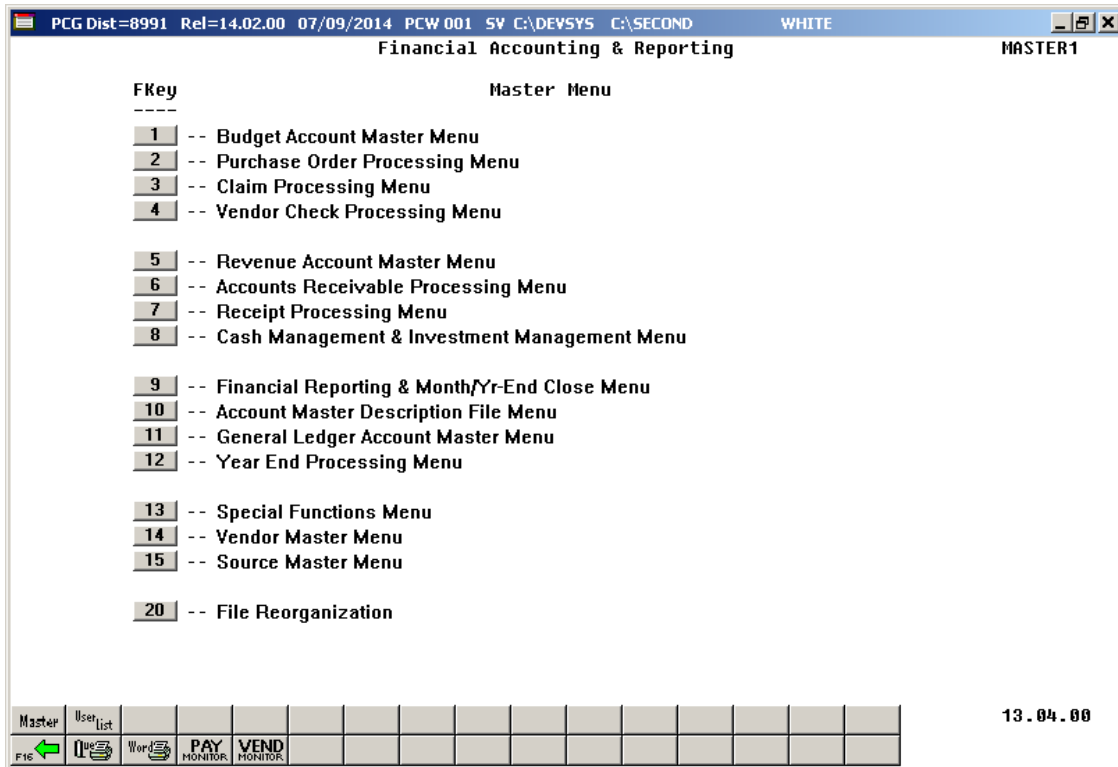 PCG Dist=8991 Rel=14.02.00 07/09/2014 PCW 001 SV C:\DEVSYS C:\SECOND WHITE
Financial Accounting & Reporting MASTER1
FKey Master Menu
----
1 -- Budget Account Master Menu
2 -- Purchase Order Processing Menu
3 -- Claim Processing Menu
4 -- Vendor Check Processing Menu
5 -- Revenue Account Master Menu
6 -- Accounts Receivable Processing Menu
7 -- Receipt Processing Menu
8 -- Cash Management & Investment Management Menu
9 -- Financial Reporting & Month/Yr-End Close Menu
10 -- Account Master Description File Menu
11 -- General Ledger Account Master Menu
12 -- Year End Processing Menu
13 -- Special Functions Menu
14 -- Vendor Master Menu
15 -- Source Master Menu
20 -- File Reorganization
Master User List 13.04.00
F16 Que Word PAY MONITOR VEND MONITOR